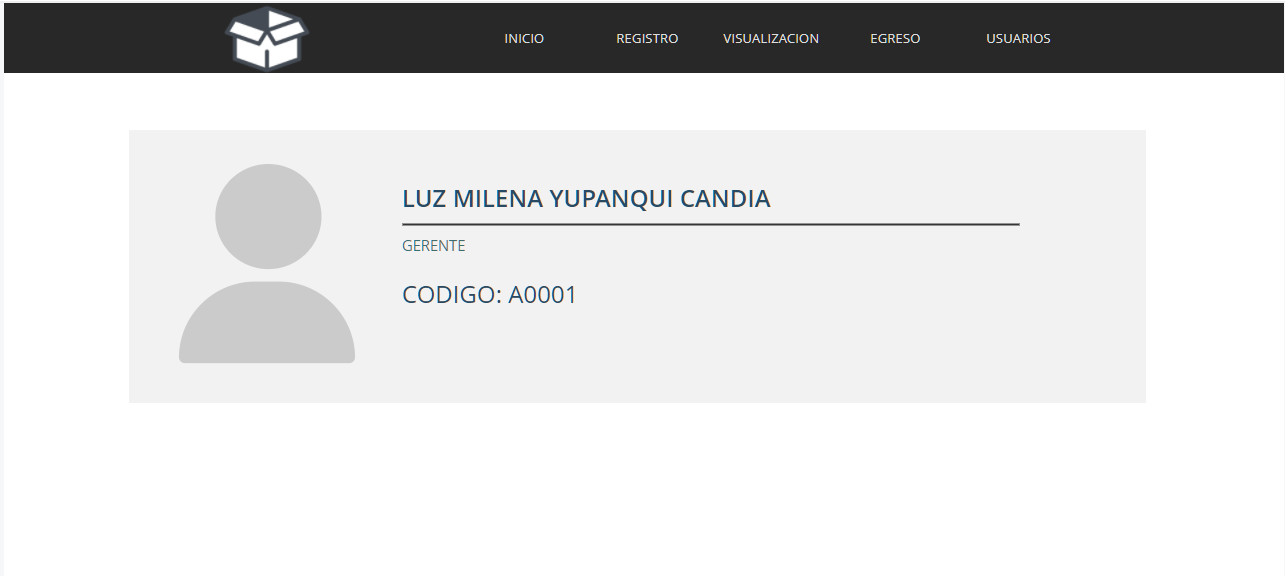 INICIO REGISTRO VISUALIZACION EGRESO USUARIOS
LUZ MILENA YUPANQUI CANDIA
GERENTE
CODIGO: A0001